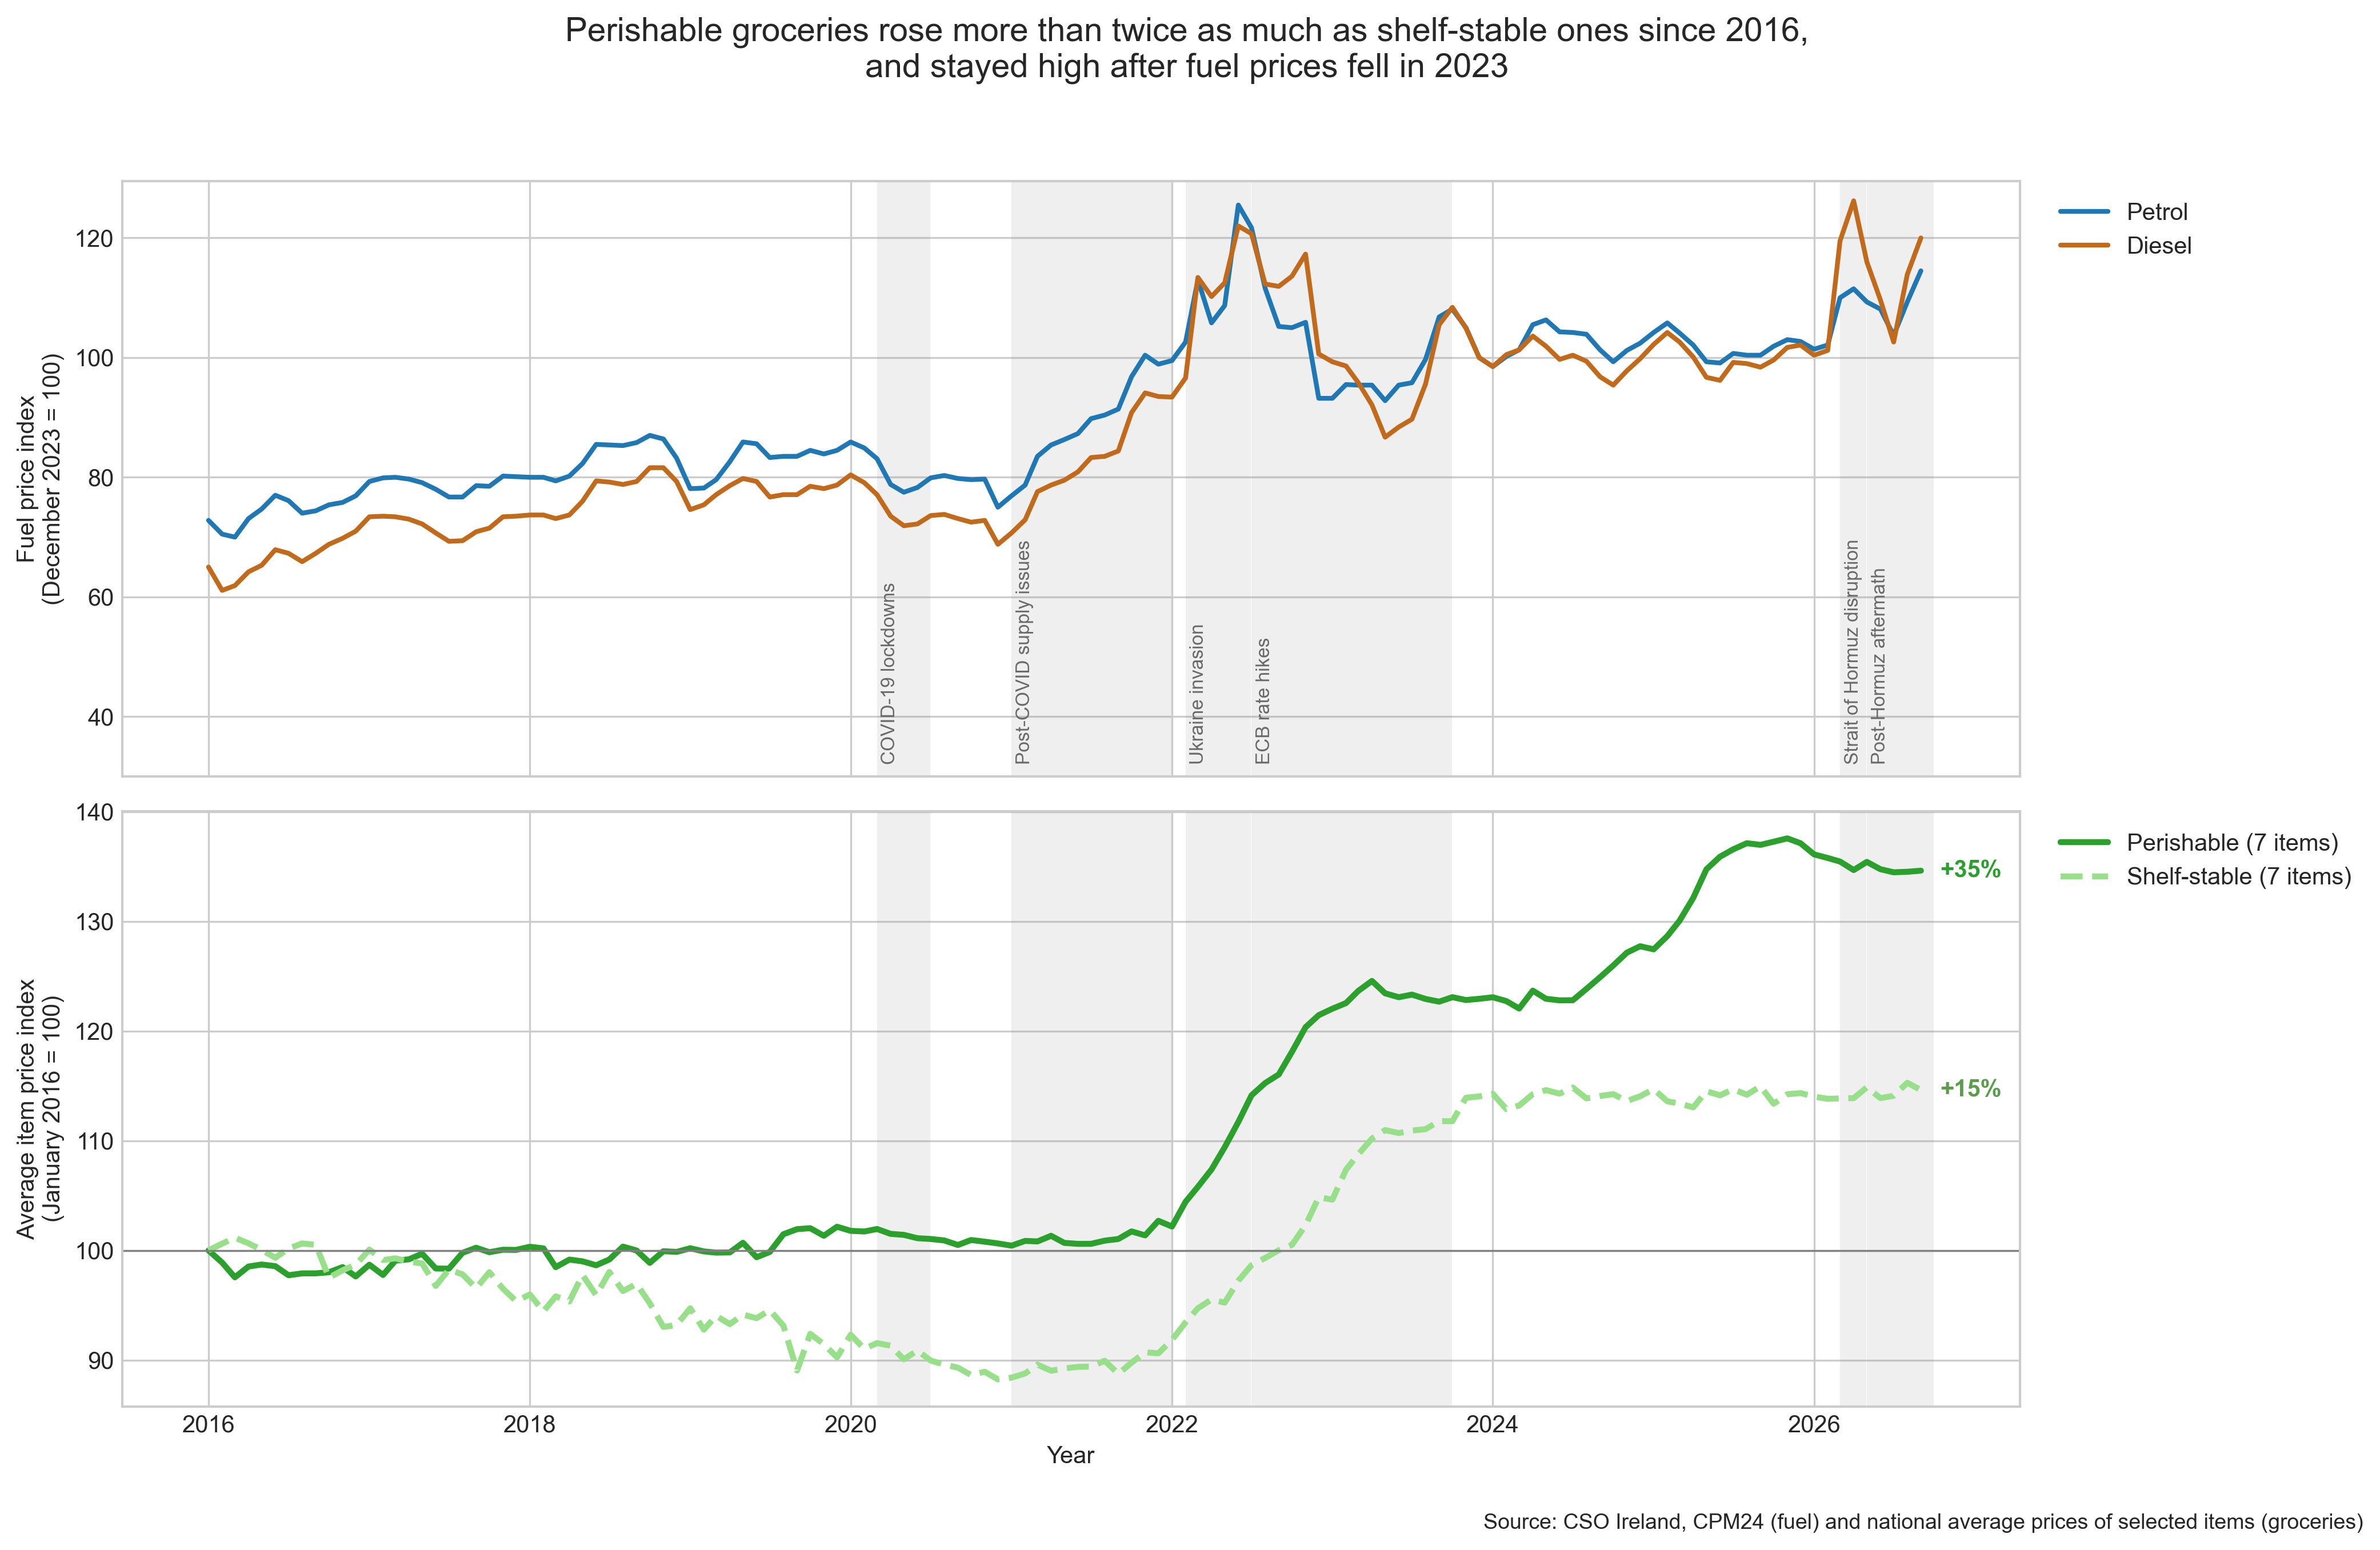 Perishable groceries rose more than twice as much as shelf-stable ones since 2016,
and stayed high after fuel prices fell in 2023
Fuel price index
(December 2023 = 100)
120
100
80
60
40
COVID-19 lockdowns
Post-COVID supply issues
Ukraine invasion
ECB rate hikes
Strait of Hormuz disruption
Post-Hormuz aftermath
Petrol
Diesel
Average item price index
(January 2016 = 100)
140
130
120
110
100
90
+35%
+15%
Perishable (7 items)
Shelf-stable (7 items)
2016
2018
2020
2022
2024
2026
Year
Source: CSO Ireland, CPM24 (fuel) and national average prices of selected items (groceries)